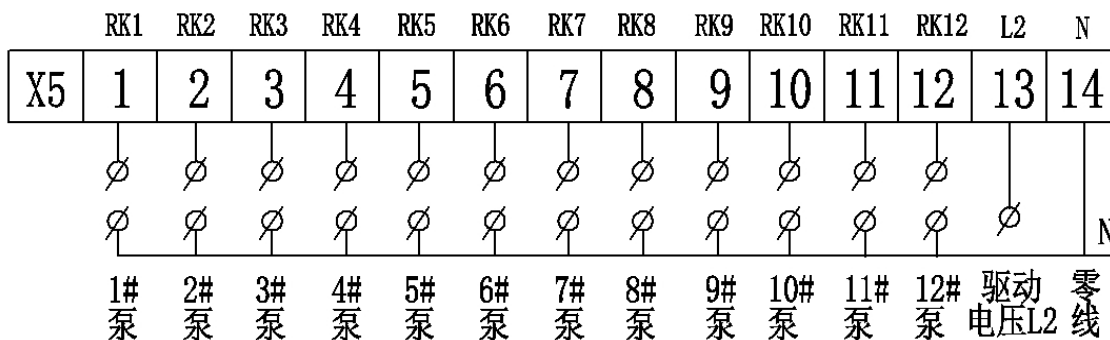 RK1 RK2 RK3 RK4 RK5 RK6 RK7 RK8 RK9 RK10 RK11 RK12 L2 N
X5 1 2 3 4 5 6 7 8 9 10 11 12 13 14
N
1# 2# 3# 4# 5# 6# 7# 8# 9# 10# 11# 12# 驱动 零
泵 泵 泵 泵 泵 泵 泵 泵 泵 泵 泵 泵 电压L2 线